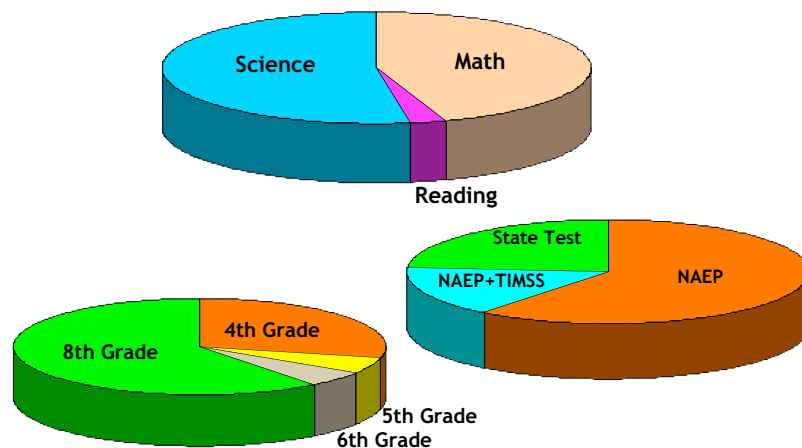 Science
Math
Reading
State Test
NAEP+TIMSS
NAEP
4th Grade
8th Grade
5th Grade
6th Grade